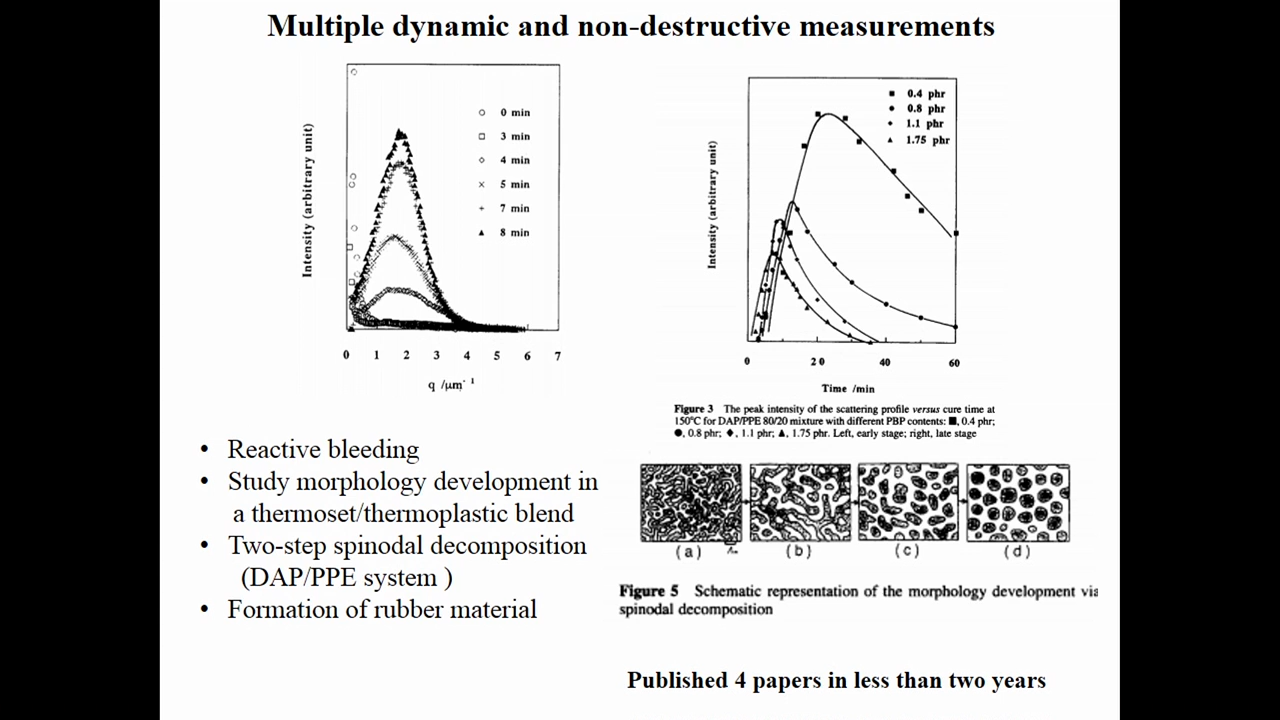 Multiple dynamic and non-destructive measurements
Intensity (arbitrary unit)
0 min
3 min
4 min
5 min
7 min
8 min
0 1 2 3 4 5 6 7
q /µm⁻¹
Intensity (arbitrary unit)
0.4 phr
0.8 phr
1.1 phr
1.75 phr
0 20 40 60
Time /min
Figure 3 The peak intensity of the scattering profile versus cure time at
150°C for DAP/PPE 80/20 mixture with different PBP contents: ■, 0.4 phr;
●, 0.8 phr; ♦, 1.1 phr; ▲, 1.75 phr. Left, early stage; right, late stage
• Reactive bleeding
• Study morphology development in
a thermoset/thermoplastic blend
• Two-step spinodal decomposition
(DAP/PPE system )
• Formation of rubber material
(a) (b) (c) (d)
Figure 5 Schematic representation of the morphology development via
spinodal decomposition
Published 4 papers in less than two years